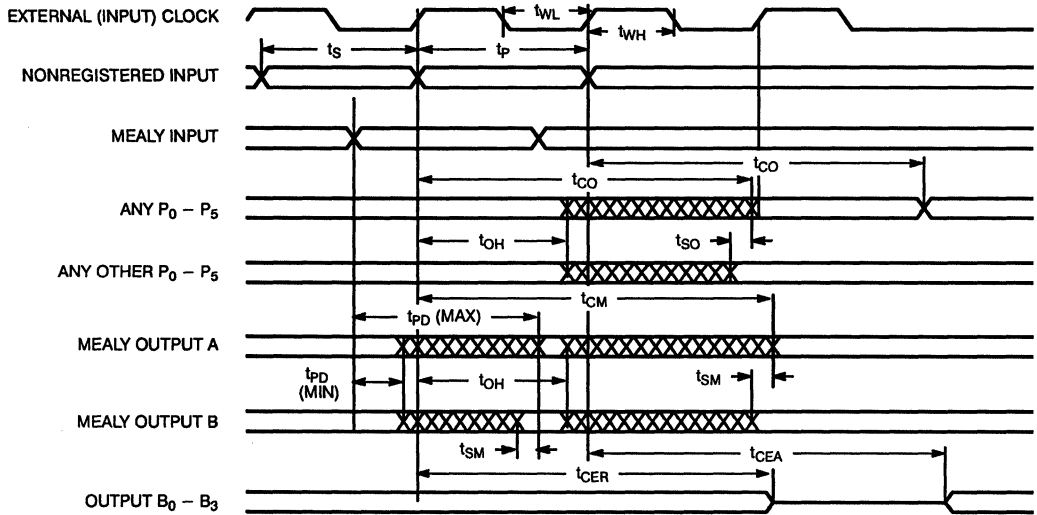 EXTERNAL (INPUT) CLOCK
tWL
tWH
tS
tP
NONREGISTERED INPUT
MEALY INPUT
tCO
tCO
ANY P0 – P5
tOH
tSO
ANY OTHER P0 – P5
tCM
tPD (MAX)
MEALY OUTPUT A
tPD
(MIN)
tOH
tSM
MEALY OUTPUT B
tSM
tCEA
tCER
OUTPUT B0 – B3